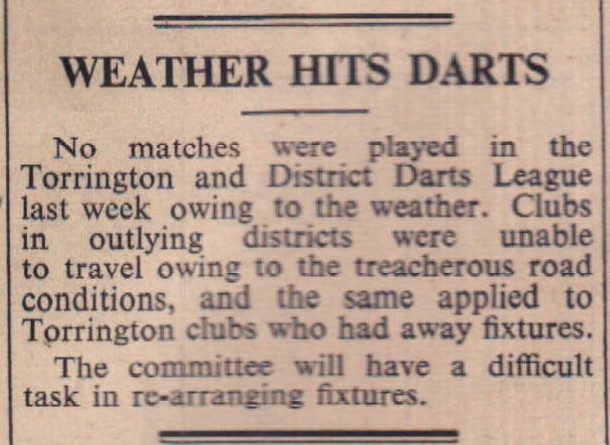 WEATHER HITS DARTS
No matches were played in the
Torrington and District Darts League
last week owing to the weather. Clubs
in outlying districts were unable
to travel owing to the treacherous road
conditions, and the same applied to
Torrington clubs who had away fixtures.
The committee will have a difficult
task in re-arranging fixtures.